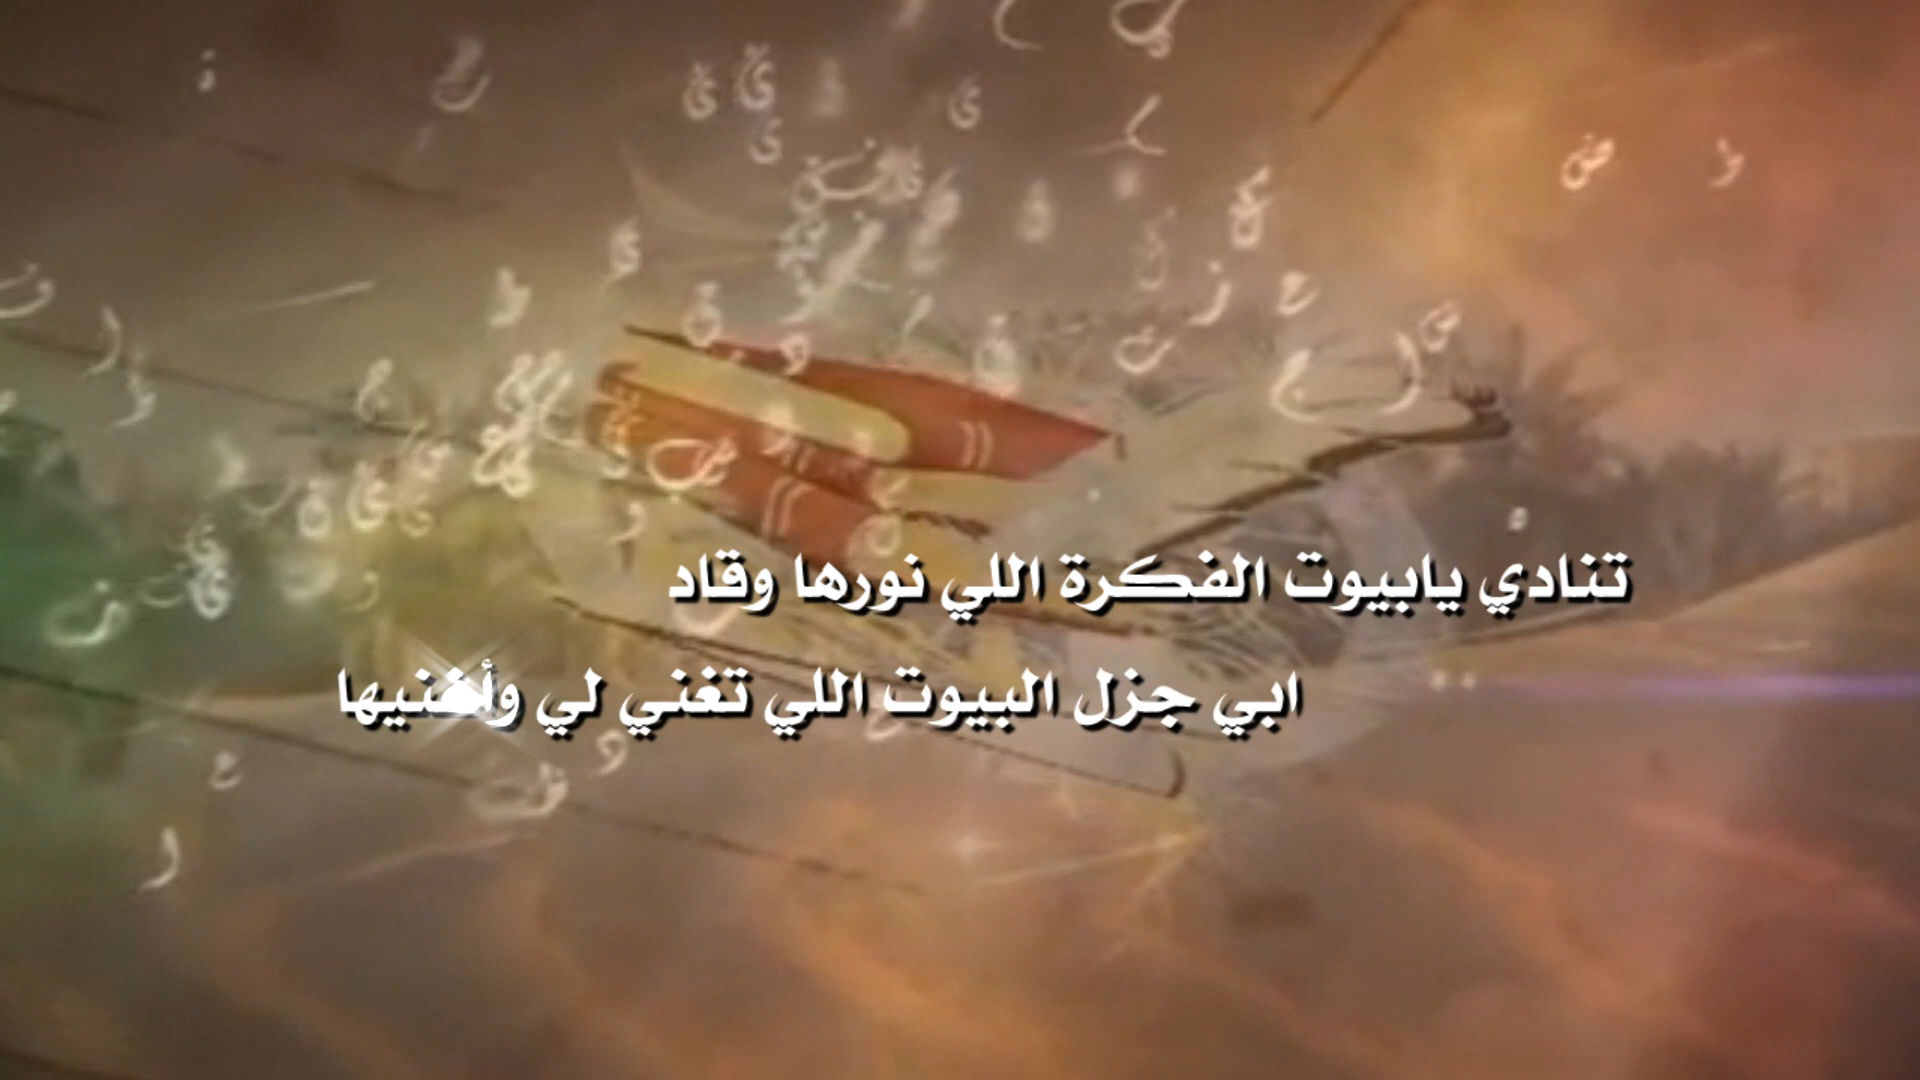 تنادي يابيوت الفكرة اللي نورها وقاد
ابي جزل البيوت اللي تغني لي وأغنيها